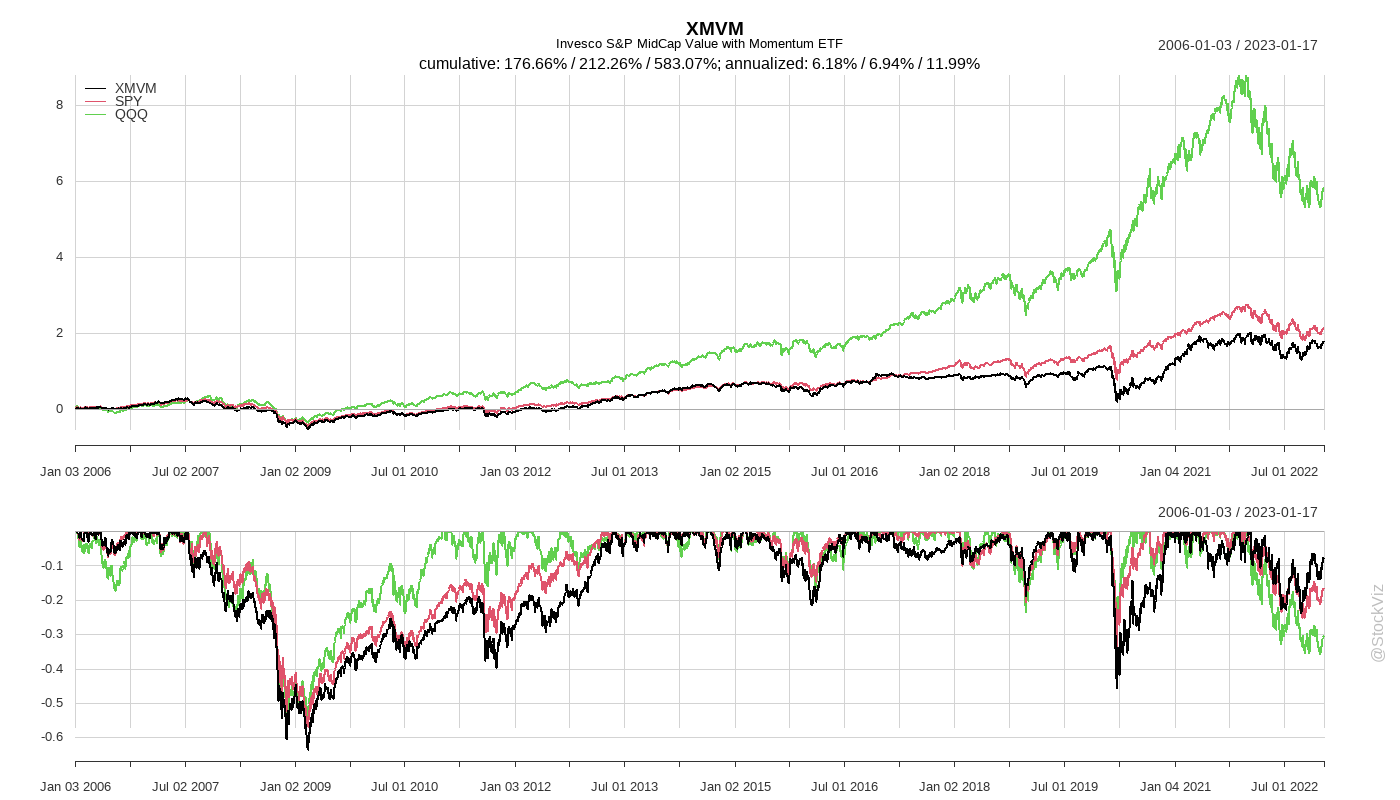 XMVM
Invesco S&P MidCap Value with Momentum ETF
2006-01-03 / 2023-01-17
cumulative: 176.66% / 212.26% / 583.07%; annualized: 6.18% / 6.94% / 11.99%
XMVM
SPY
QQQ
8
6
4
2
0
Jan 03 2006 Jul 02 2007 Jan 02 2009 Jul 01 2010 Jan 03 2012 Jul 01 2013 Jan 02 2015 Jul 01 2016 Jan 02 2018 Jul 01 2019 Jan 04 2021 Jul 01 2022
2006-01-03 / 2023-01-17
-0.1
-0.2
-0.3
-0.4
-0.5
-0.6
Jan 03 2006 Jul 02 2007 Jan 02 2009 Jul 01 2010 Jan 03 2012 Jul 01 2013 Jan 02 2015 Jul 01 2016 Jan 02 2018 Jul 01 2019 Jan 04 2021 Jul 01 2022
@StockViz